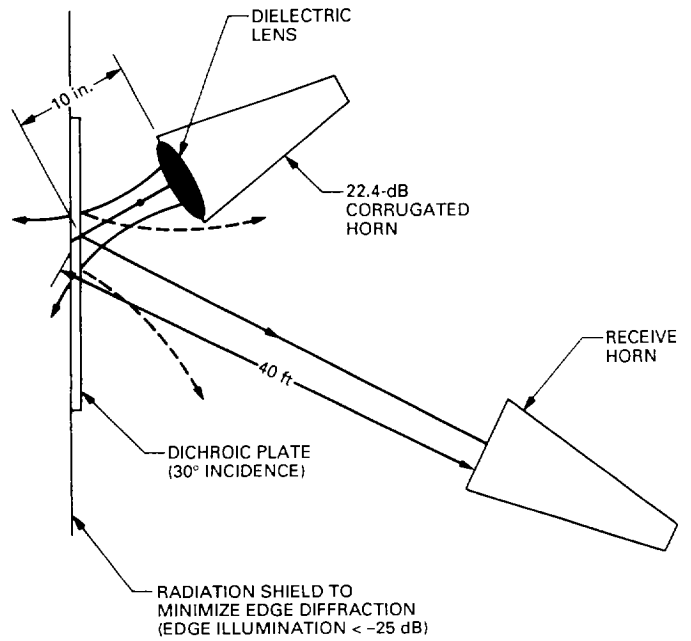 DIELECTRIC
LENS
10 in.
22.4-dB
CORRUGATED
HORN
RECEIVE
HORN
40 ft
DICHROIC PLATE
(30° INCIDENCE)
RADIATION SHIELD TO
MINIMIZE EDGE DIFFRACTION
(EDGE ILLUMINATION < -25 dB)